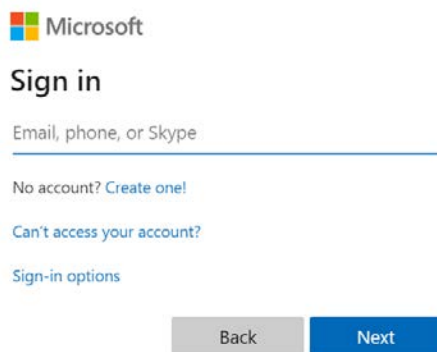 Microsoft
Sign in
Email, phone, or Skype
No account? Create one!
Can't access your account?
Sign-in options
Back Next